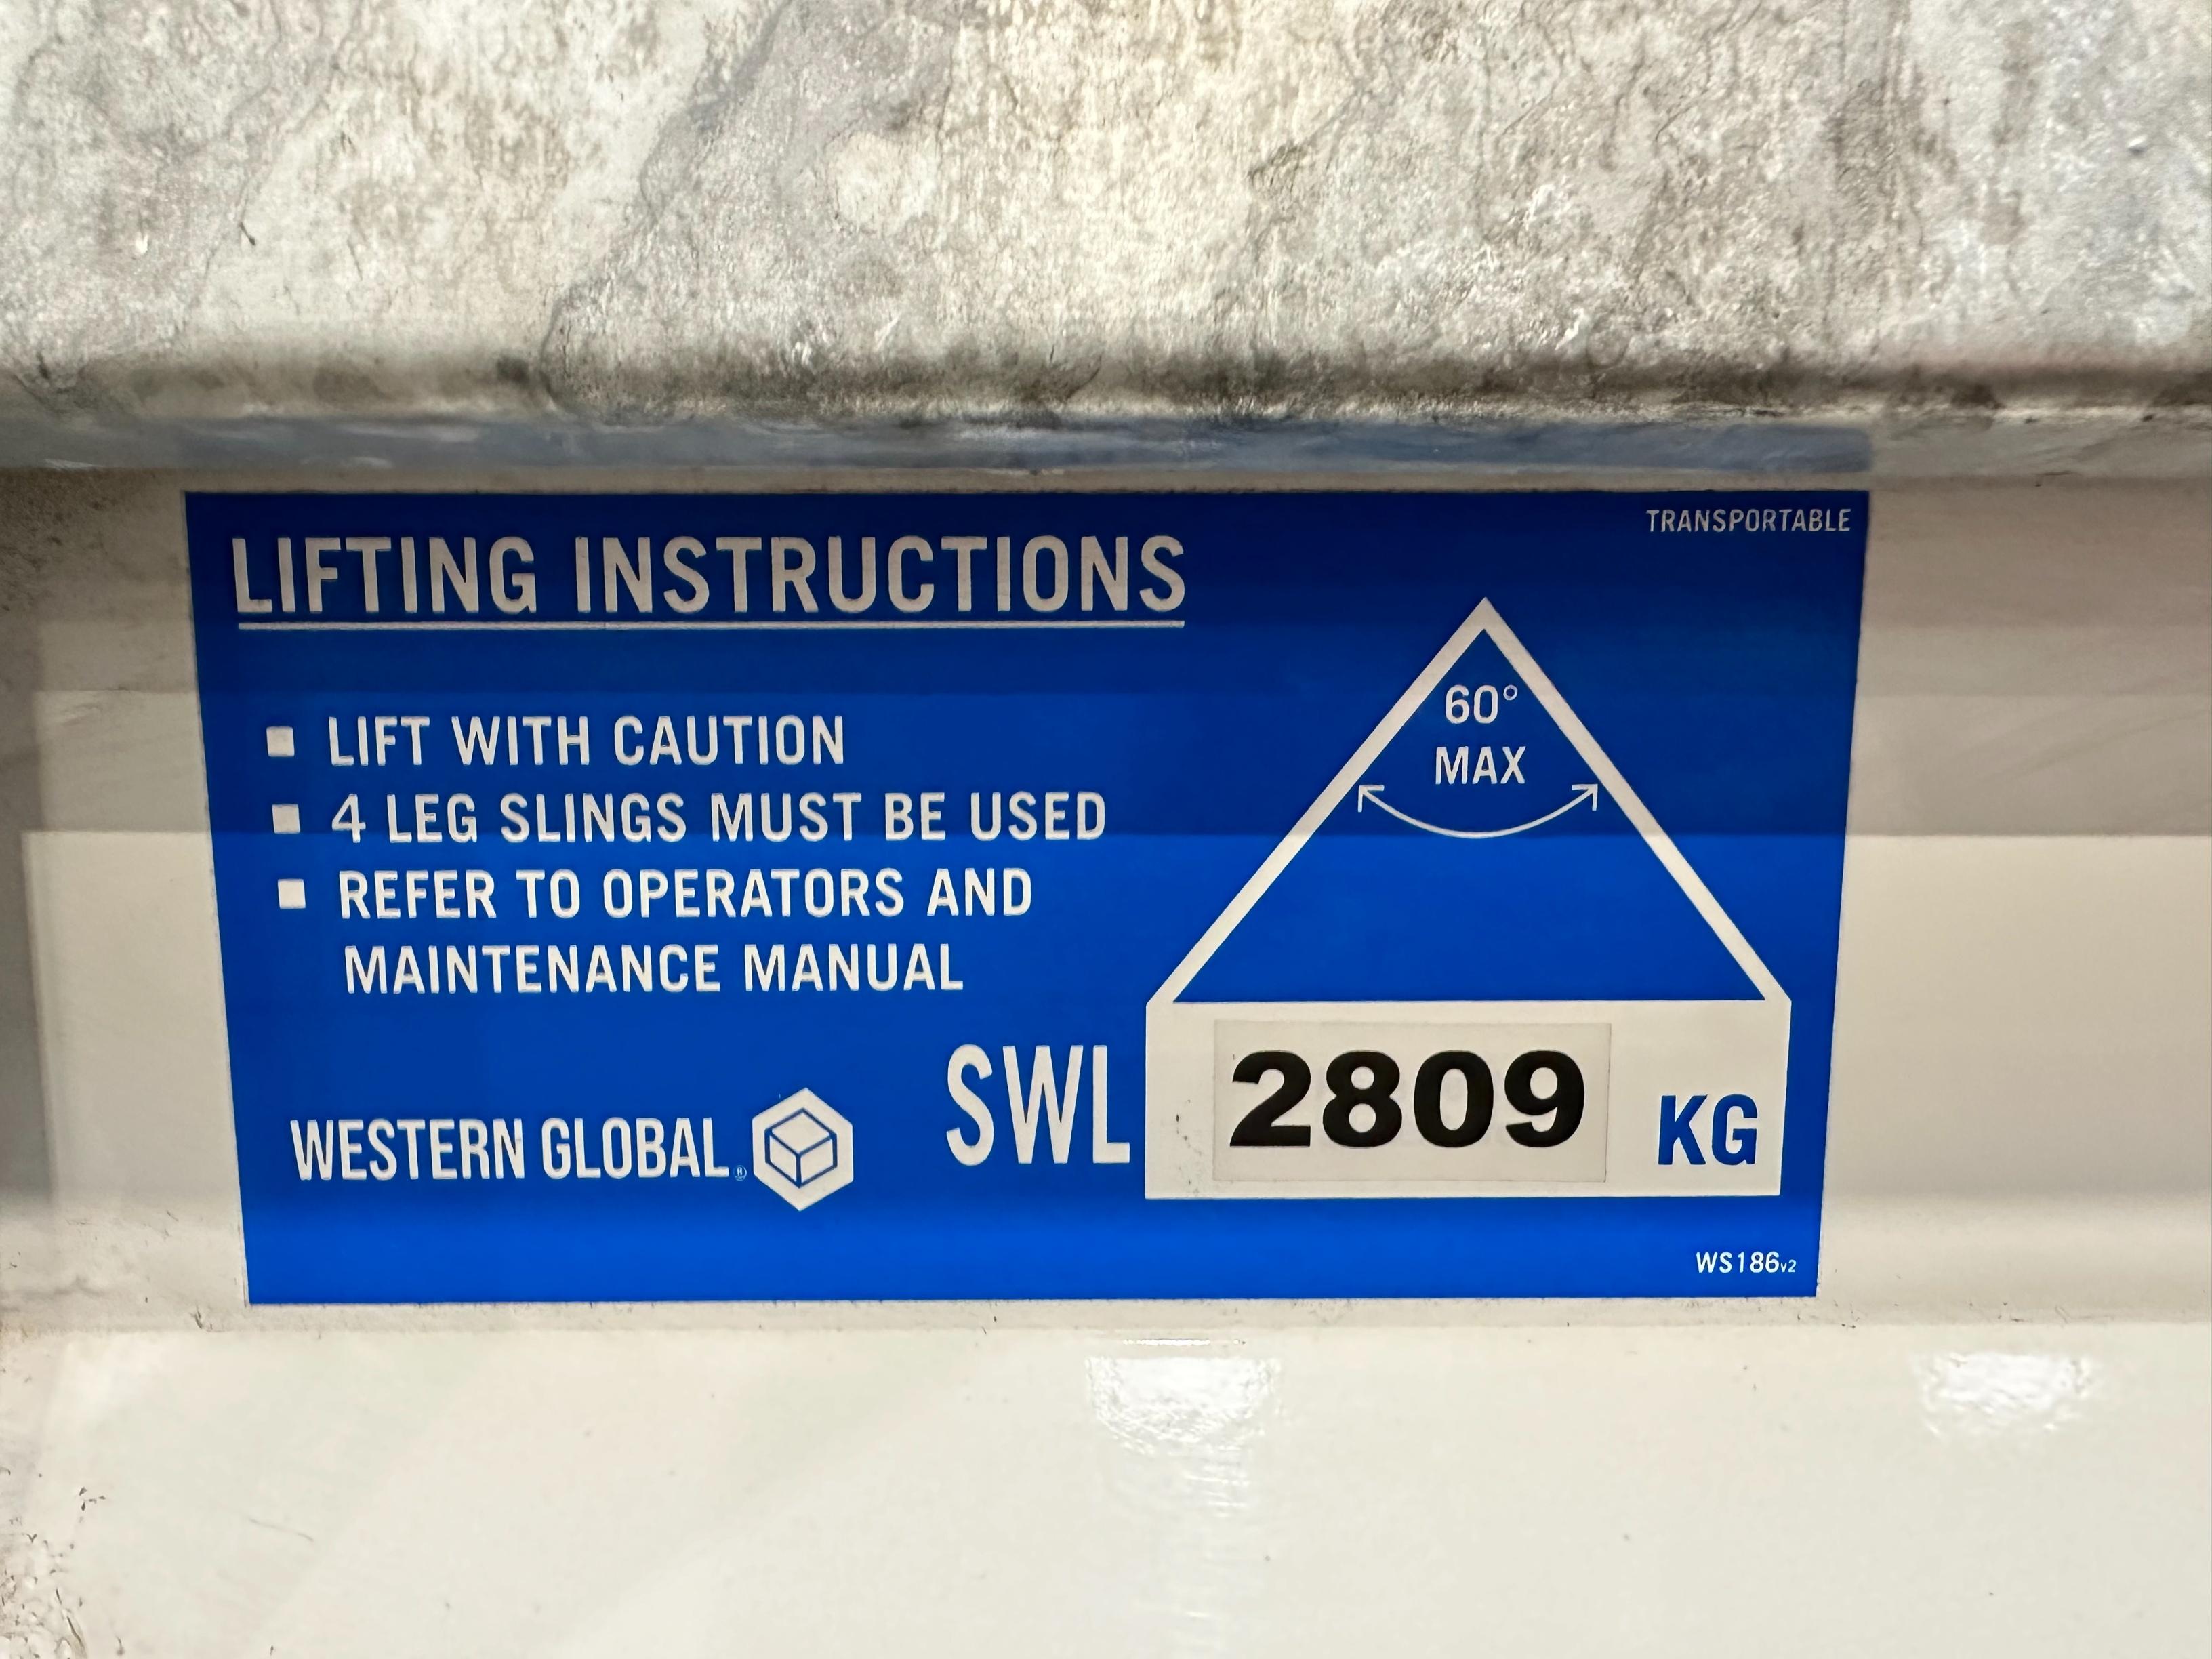 TRANSPORTABLE
LIFTING INSTRUCTIONS
LIFT WITH CAUTION
4 LEG SLINGS MUST BE USED
REFER TO OPERATORS AND
MAINTENANCE MANUAL
60°
MAX
SWL 2809 KG
WESTERN GLOBAL®
WS186v2